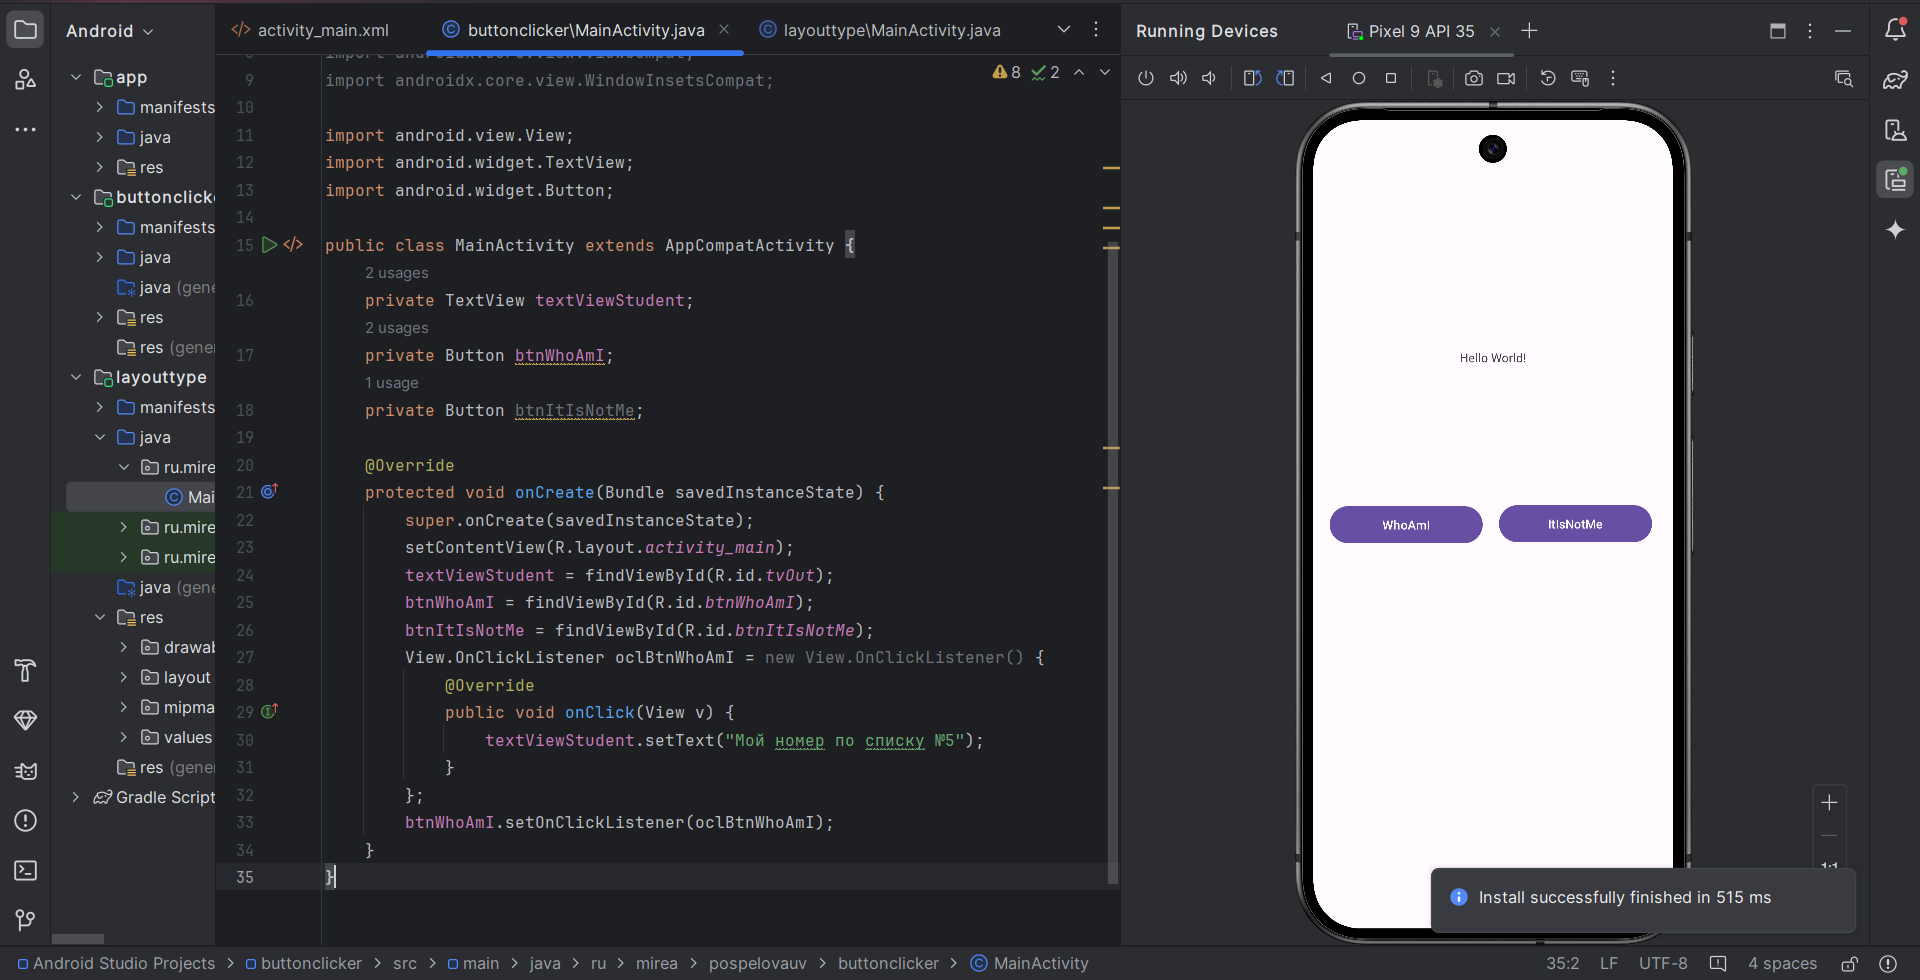 Android
activity_main.xml
buttonclicker\MainActivity.java
layouttype\MainActivity.java
Running Devices
Pixel 9 API 35
app
manifests
java
res
buttonclick
manifests
java
java (gene
res
res (gene
layouttype
manifests
java
ru.mire
Mai
ru.mire
ru.mire
java (gene
res
drawab
layout
mipma
values
res (gene
Gradle Script
8 2
9 import androidx.core.view.WindowInsetsCompat;
10
11 import android.view.View;
12 import android.widget.TextView;
13 import android.widget.Button;
14
15 public class MainActivity extends AppCompatActivity {
2 usages
16 private TextView textViewStudent;
2 usages
17 private Button btnWhoAmI;
1 usage
18 private Button btnItIsNotMe;
19
20 @Override
21 protected void onCreate(Bundle savedInstanceState) {
22 super.onCreate(savedInstanceState);
23 setContentView(R.layout.activity_main);
24 textViewStudent = findViewById(R.id.tvOut);
25 btnWhoAmI = findViewById(R.id.btnWhoAmI);
26 btnItIsNotMe = findViewById(R.id.btnItIsNotMe);
27 View.OnClickListener oclBtnWhoAmI = new View.OnClickListener() {
28 @Override
29 public void onClick(View v) {
30 textViewStudent.setText("Мой номер по списку №5");
31 }
32 };
33 btnWhoAmI.setOnClickListener(oclBtnWhoAmI);
34 }
35 }
Hello World!
WhoAmI
ItIsNotMe
Install successfully finished in 515 ms
Android Studio Projects > buttonclicker > src > main > java > ru > mirea > pospelovauv > buttonclicker > MainActivity
35:2 LF UTF-8 4 spaces